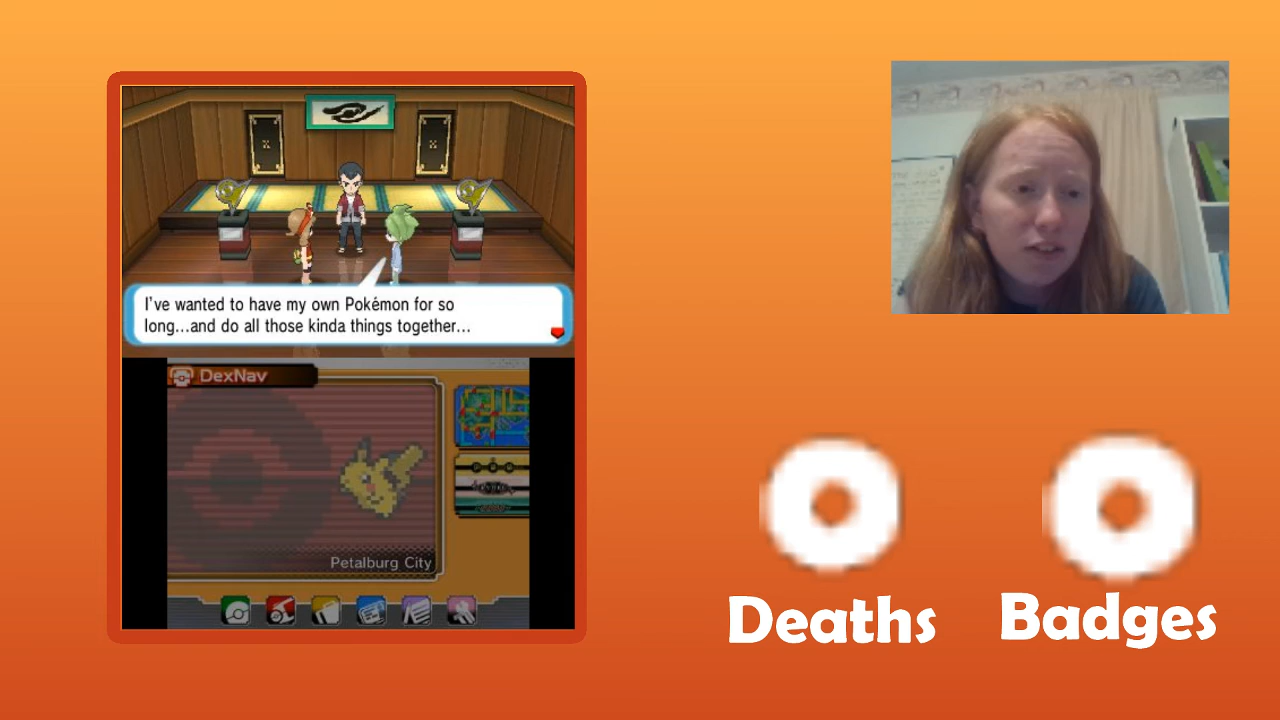 I've wanted to have my own Pokémon for so
long...and do all those kinda things together...
DexNav
Petalburg City
0
Deaths
0
Badges